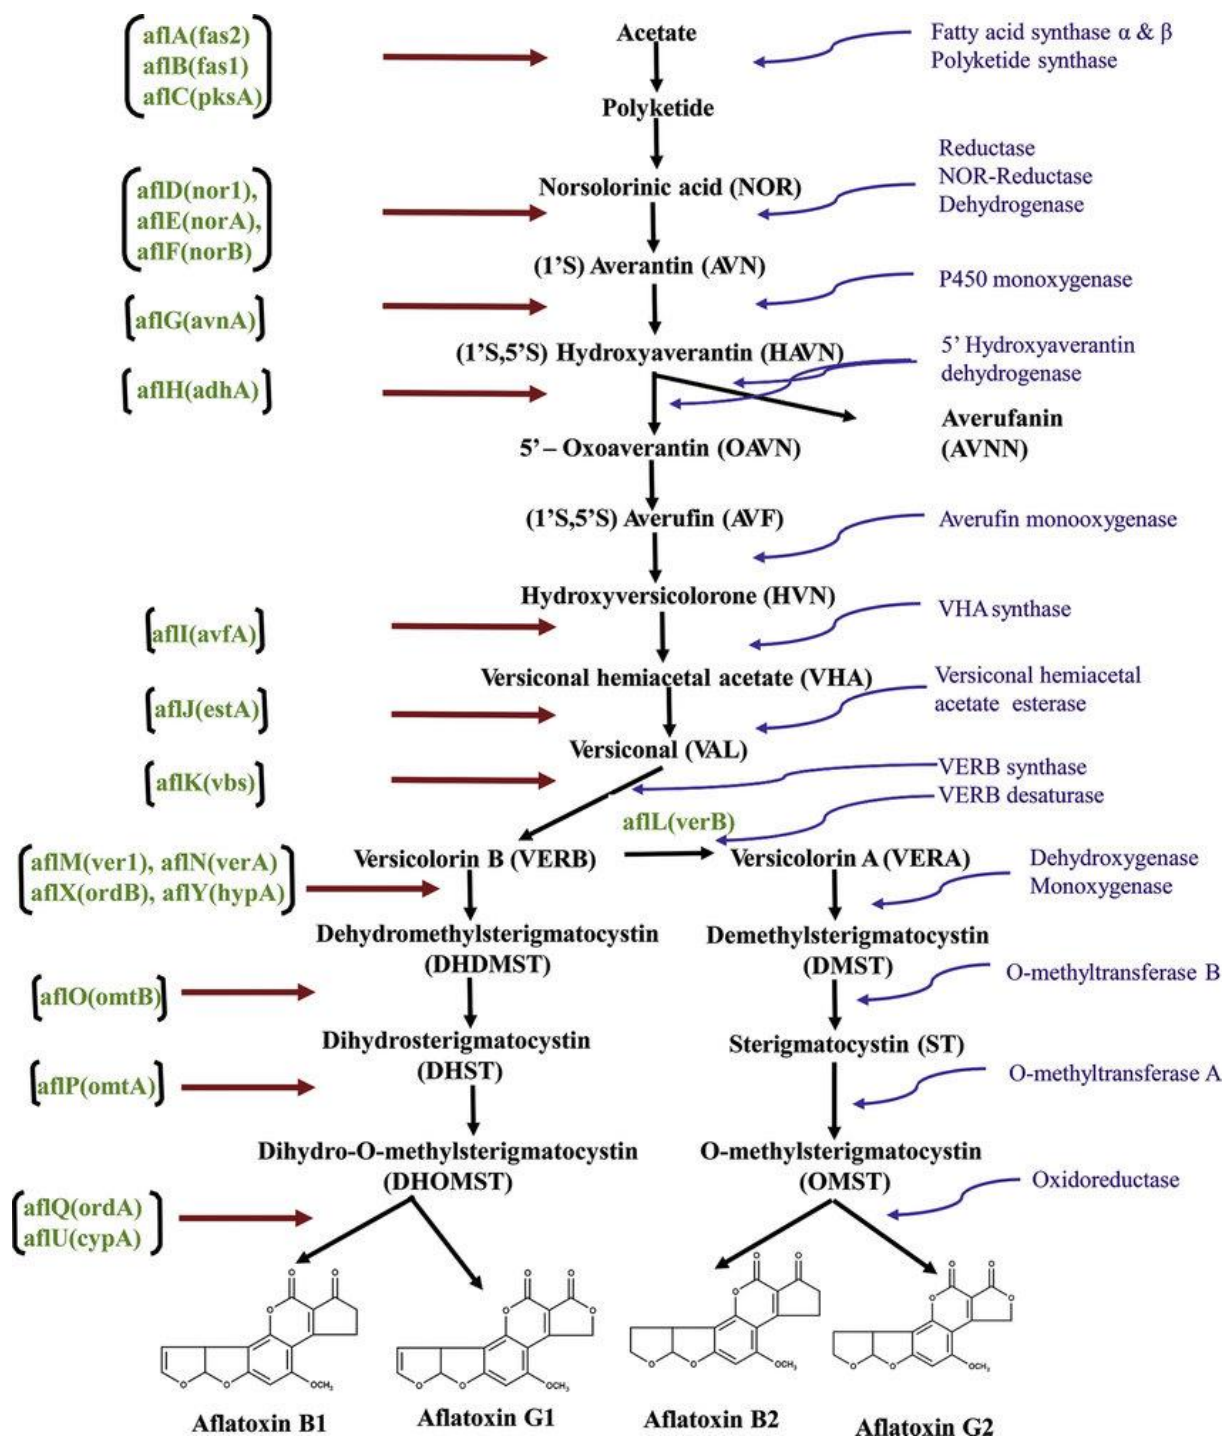 aflA(fas2)
aflB(fas1)
aflC(pksA)
Acetate
Fatty acid synthase α & β
Polyketide synthase
Polyketide
aflD(nor1),
aflE(norA),
aflF(norB)
Norsolorinic acid (NOR)
Reductase
NOR-Reductase
Dehydrogenase
(1’S) Averantin (AVN)
aflG(avnA)
P450 monoxygenase
(1’S,5’S) Hydroxyaverantin (HAVN)
5’ Hydroxyaverantin
dehydrogenase
aflH(adhA)
Averufanin
(AVNN)
5’– Oxoaverantin (OAVN)
(1’S,5’S) Averufin (AVF)
Averufin monooxygenase
Hydroxyversicolorone (HVN)
aflI(avfA)
VHA synthase
Versiconal hemiacetal acetate (VHA)
aflJ(estA)
Versiconal hemiacetal
acetate esterase
Versiconal (VAL)
aflK(vbs)
VERB synthase
VERB desaturase
aflL(verB)
Versicolorin B (VERB)
Versicolorin A (VERA)
aflM(ver1), aflN(verA)
aflX(ordB), aflY(hypA)
Dehydroxygenase
Monoxygenase
Dehydromethylsterigmatocystin
(DHDMST)
Demethylsterigmatocystin
(DMST)
aflO(omtB)
O-methyltransferase B
Dihydrosterigmatocystin
(DHST)
Sterigmatocystin (ST)
aflP(omtA)
O-methyltransferase A
Dihydro-O-methylsterigmatocystin
(DHOMST)
O-methylsterigmatocystin
(OMST)
aflQ(ordA)
aflU(cypA)
Oxidoreductase
O O
O
O O
OCH₃
O O
O O
O O
OCH₃
O O
O
O O
OCH₃
O O
O O
O O
OCH₃
Aflatoxin B1
Aflatoxin G1
Aflatoxin B2
Aflatoxin G2